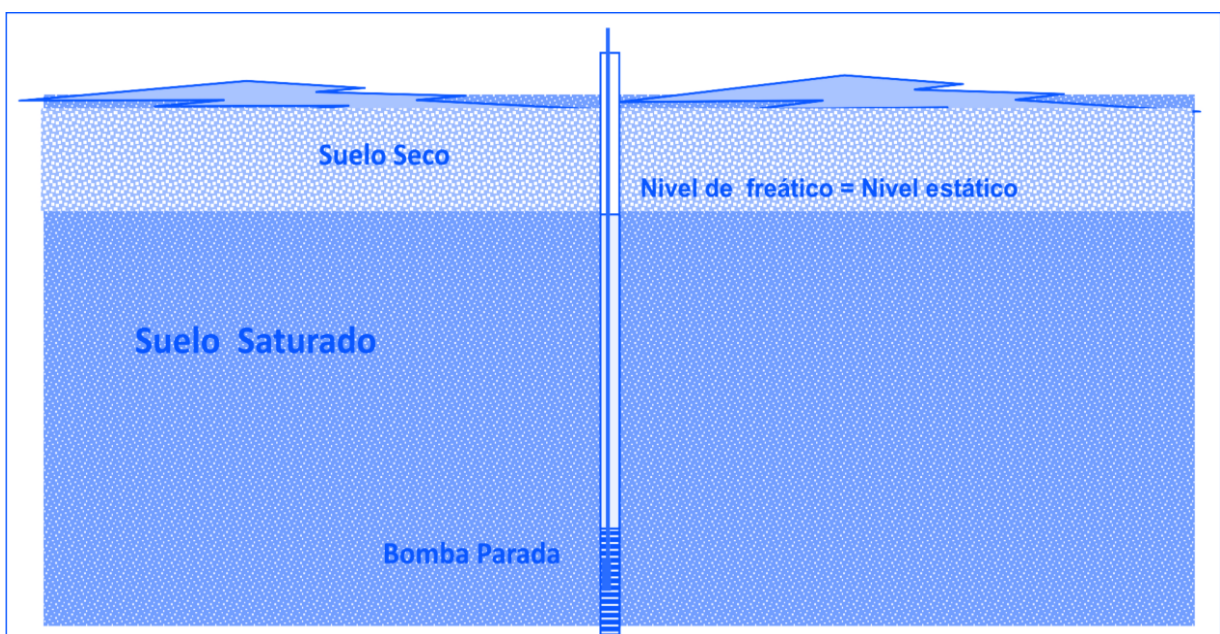 Suelo Seco
Nivel de  freático = Nivel estático
Suelo  Saturado
Bomba Parada